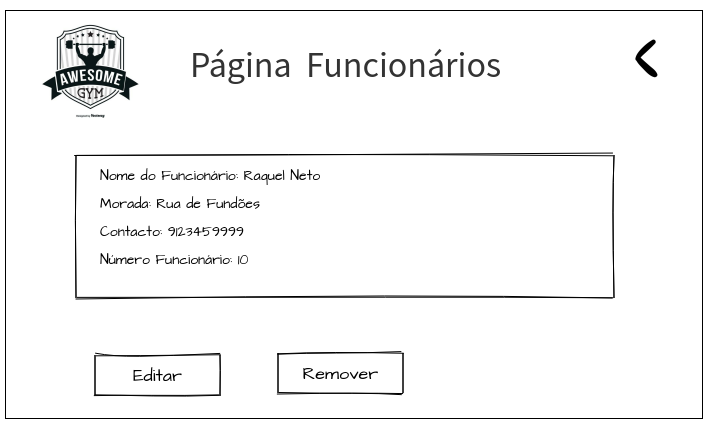 AWESOME
GYM
Página Funcionários
Nome do Funcionário: Raquel Neto
Morada: Rua de Fundões
Contacto: 9123459999
Número Funcionário: 10
Editar
Remover